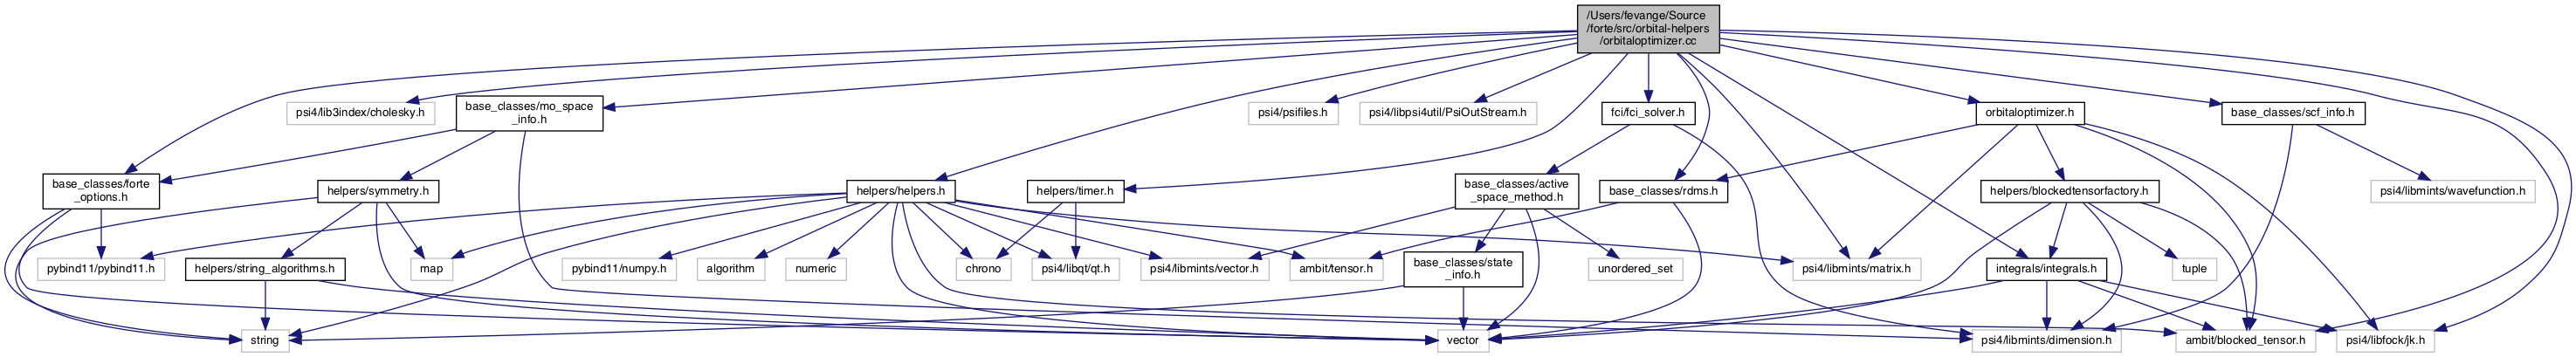 /Users/fevange/Source
/forte/src/orbital-helpers
/orbitaloptimizer.cc
psi4/lib3index/cholesky.h
base_classes/mo_space
_info.h
psi4/psifiles.h
psi4/libpsi4util/PsiOutStream.h
fci/fci_solver.h
orbitaloptimizer.h
base_classes/scf_info.h
base_classes/forte
_options.h
helpers/symmetry.h
helpers/helpers.h
helpers/timer.h
base_classes/active
_space_method.h
base_classes/rdms.h
helpers/blockedtensorfactory.h
psi4/libmints/wavefunction.h
pybind11/pybind11.h
helpers/string_algorithms.h
map
pybind11/numpy.h
algorithm
numeric
chrono
psi4/libqt/qt.h
psi4/libmints/vector.h
ambit/tensor.h
base_classes/state
_info.h
unordered_set
psi4/libmints/matrix.h
integrals/integrals.h
tuple
string
vector
psi4/libmints/dimension.h
ambit/blocked_tensor.h
psi4/libfock/jk.h